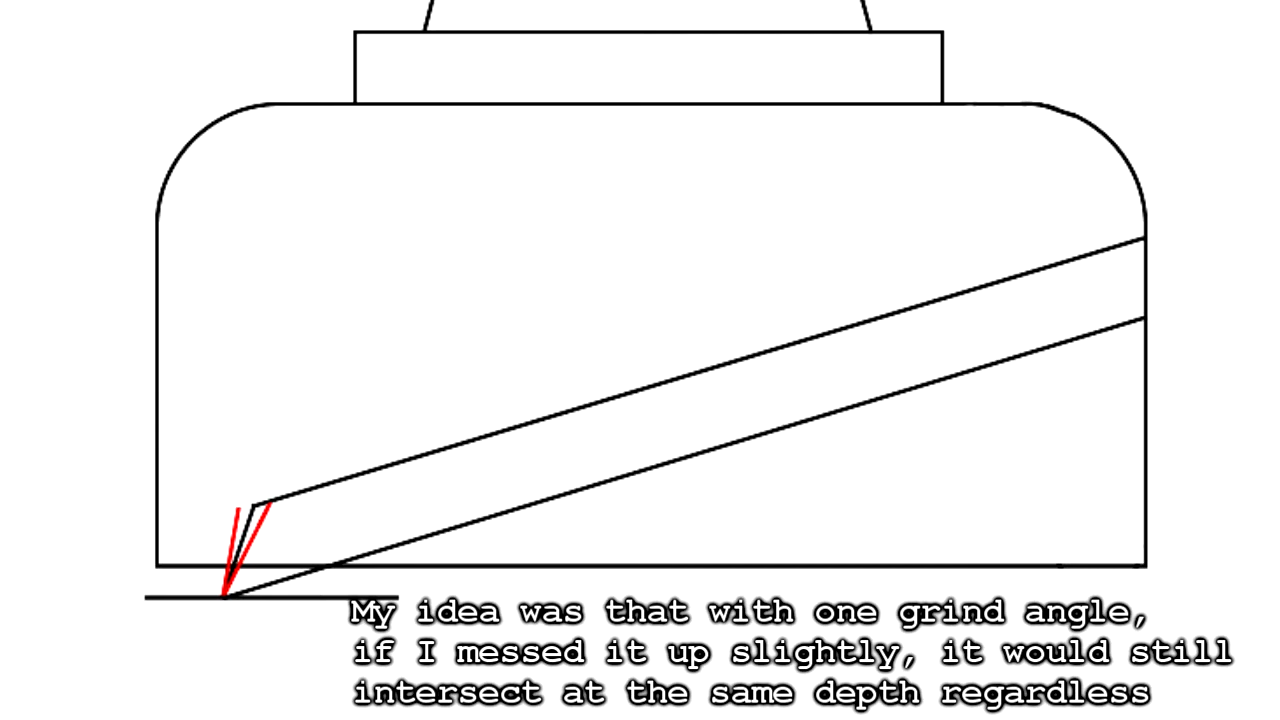 My idea was that with one grind angle,
if I messed it up slightly, it would still
intersect at the same depth regardless